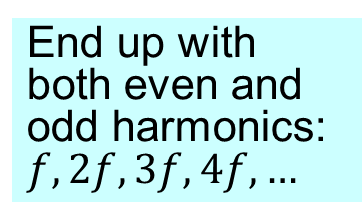 End up with
both even and
odd harmonics:
𝑓, 2𝑓, 3𝑓, 4𝑓, ...